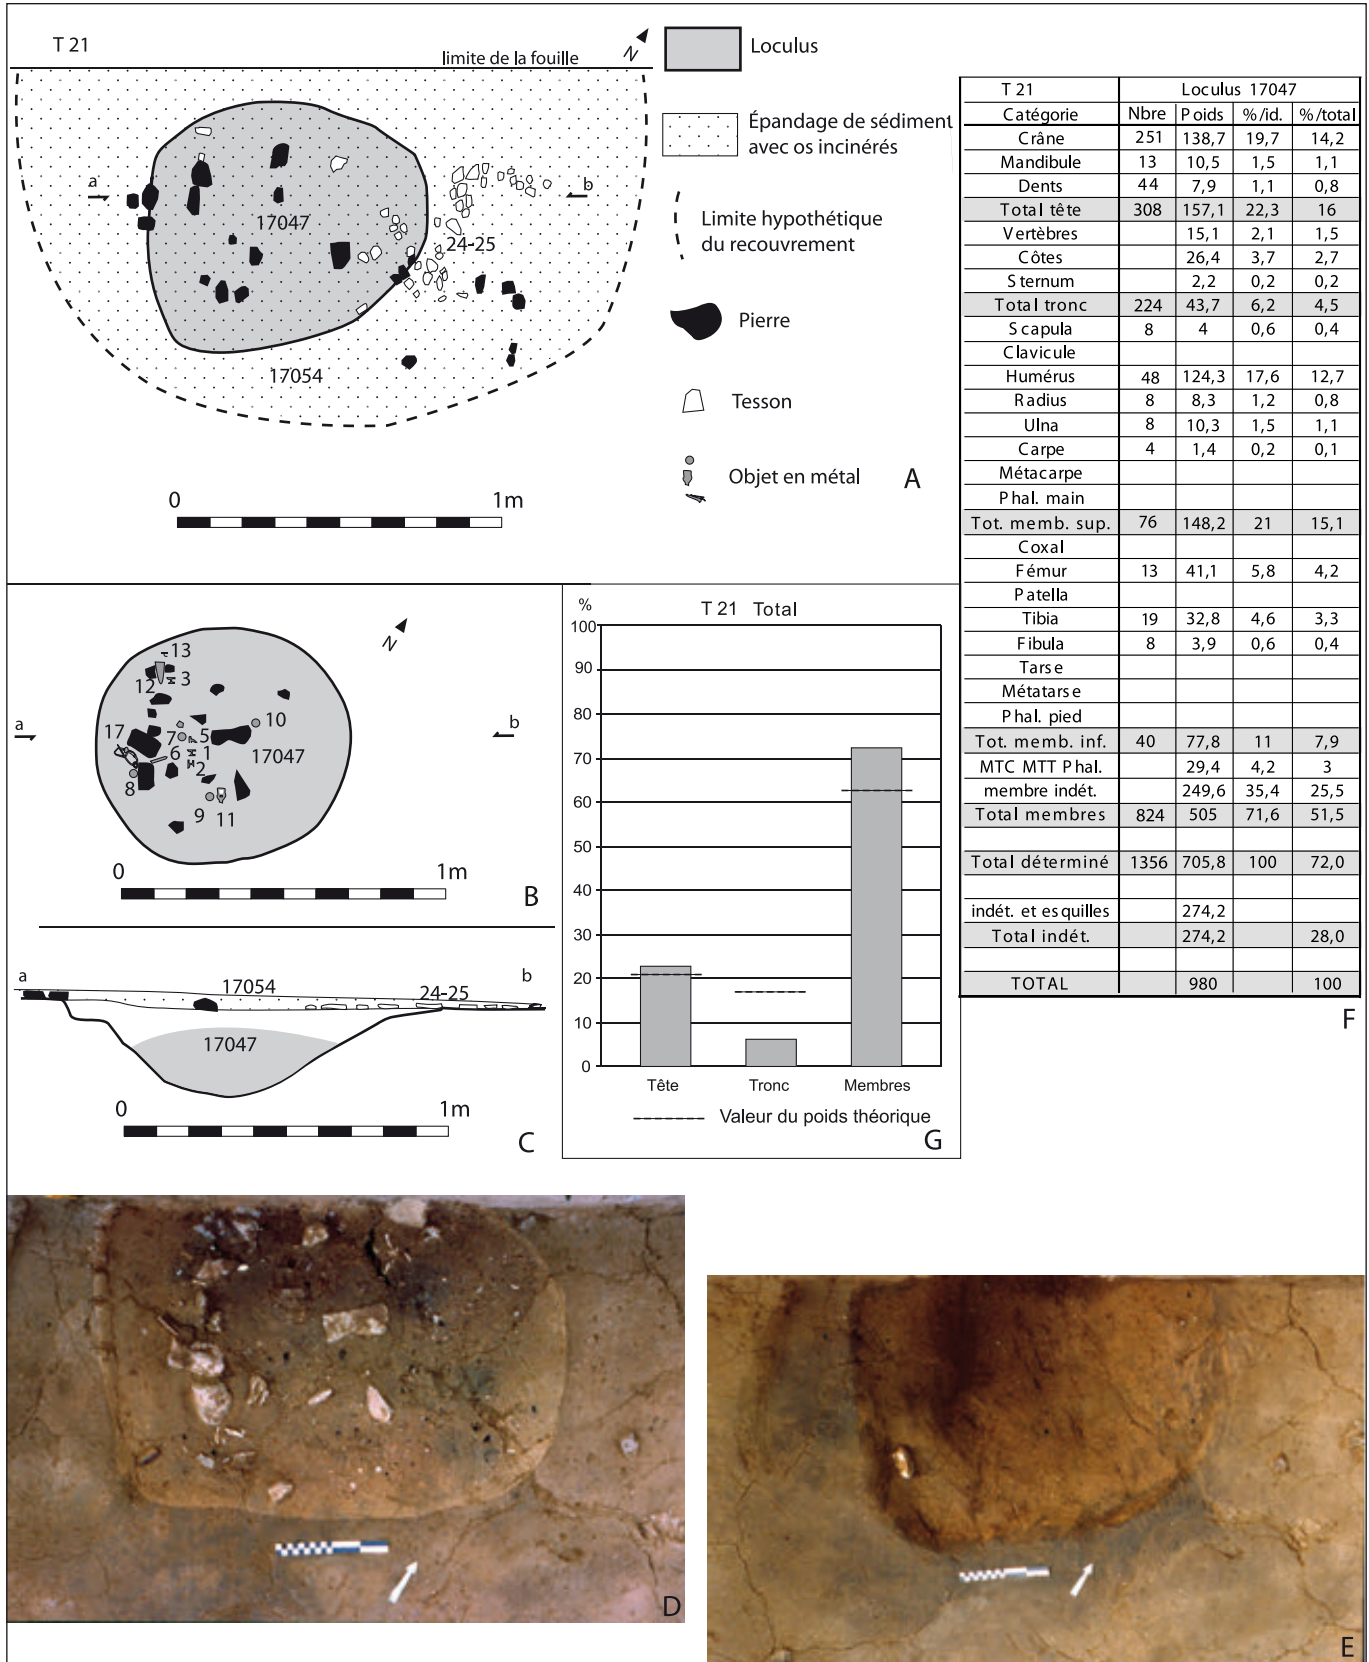 T 21
limite de la fouille
N
a
b
17047
24-25
17054
0
1m
A
Loculus
Épandage de sédiment
avec os incinérés
Limite hypothétique
du recouvrement
Pierre
Tesson
Objet en métal
T 21 Loculus 17047
Catégorie Nbre Poids %/id. %/total
Crâne 251 138,7 19,7 14,2
Mandibule 13 10,5 1,5 1,1
Dents 44 7,9 1,1 0,8
Total tête 308 157,1 22,3 16
Vertèbres 15,1 2,1 1,5
Côtes 26,4 3,7 2,7
Sternum 2,2 0,2 0,2
Total tronc 224 43,7 6,2 4,5
Scapula 8 4 0,6 0,4
Clavicule
Humérus 48 124,3 17,6 12,7
Radius 8 8,3 1,2 0,8
Ulna 8 10,3 1,5 1,1
Carpe 4 1,4 0,2 0,1
Métacarpe
Phal. main
Tot. memb. sup. 76 148,2 21 15,1
Coxal
Fémur 13 41,1 5,8 4,2
Patella
Tibia 19 32,8 4,6 3,3
Fibula 8 3,9 0,6 0,4
Tarse
Métatarse
Phal. pied
Tot. memb. inf. 40 77,8 11 7,9
MTC MTT Phal. 29,4 4,2 3
membre indét. 249,6 35,4 25,5
Total membres 824 505 71,6 51,5
Total déterminé 1356 705,8 100 72,0
indét. et esquilles 274,2
Total indét. 274,2 28,0
TOTAL 980 100
F
N
13
12 3
a
b
17 7 5 10
6 1 17047
2
8
9 11
0
1m
B
a
b
17054
24-25
17047
0
1m
C
T 21 Total
%
100
90
80
70
60
50
40
30
20
10
0
Tête Tronc Membres
Valeur du poids théorique
G
D
E